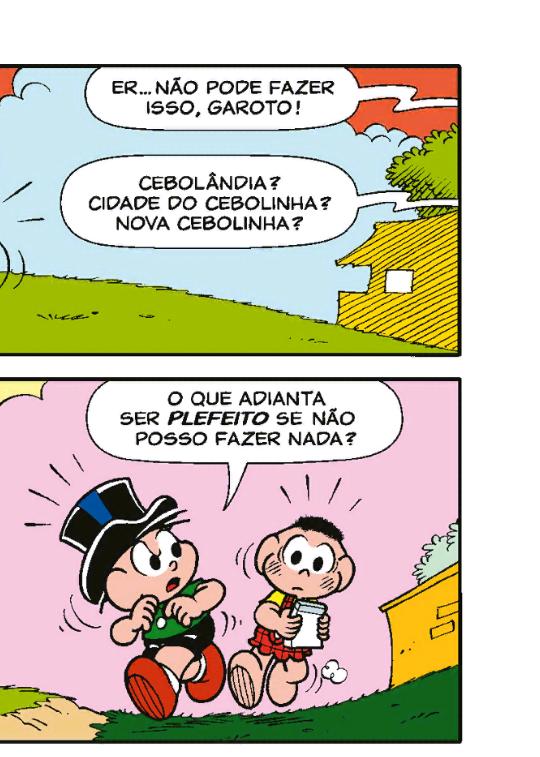 ER... NÃO PODE FAZER
ISSO, GAROTO!
CEBOLÂNDIA?
CIDADE DO CEBOLINHA?
NOVA CEBOLINHA?
O QUE ADIANTA
SER PLEFEITO SE NÃO
POSSO FAZER NADA?